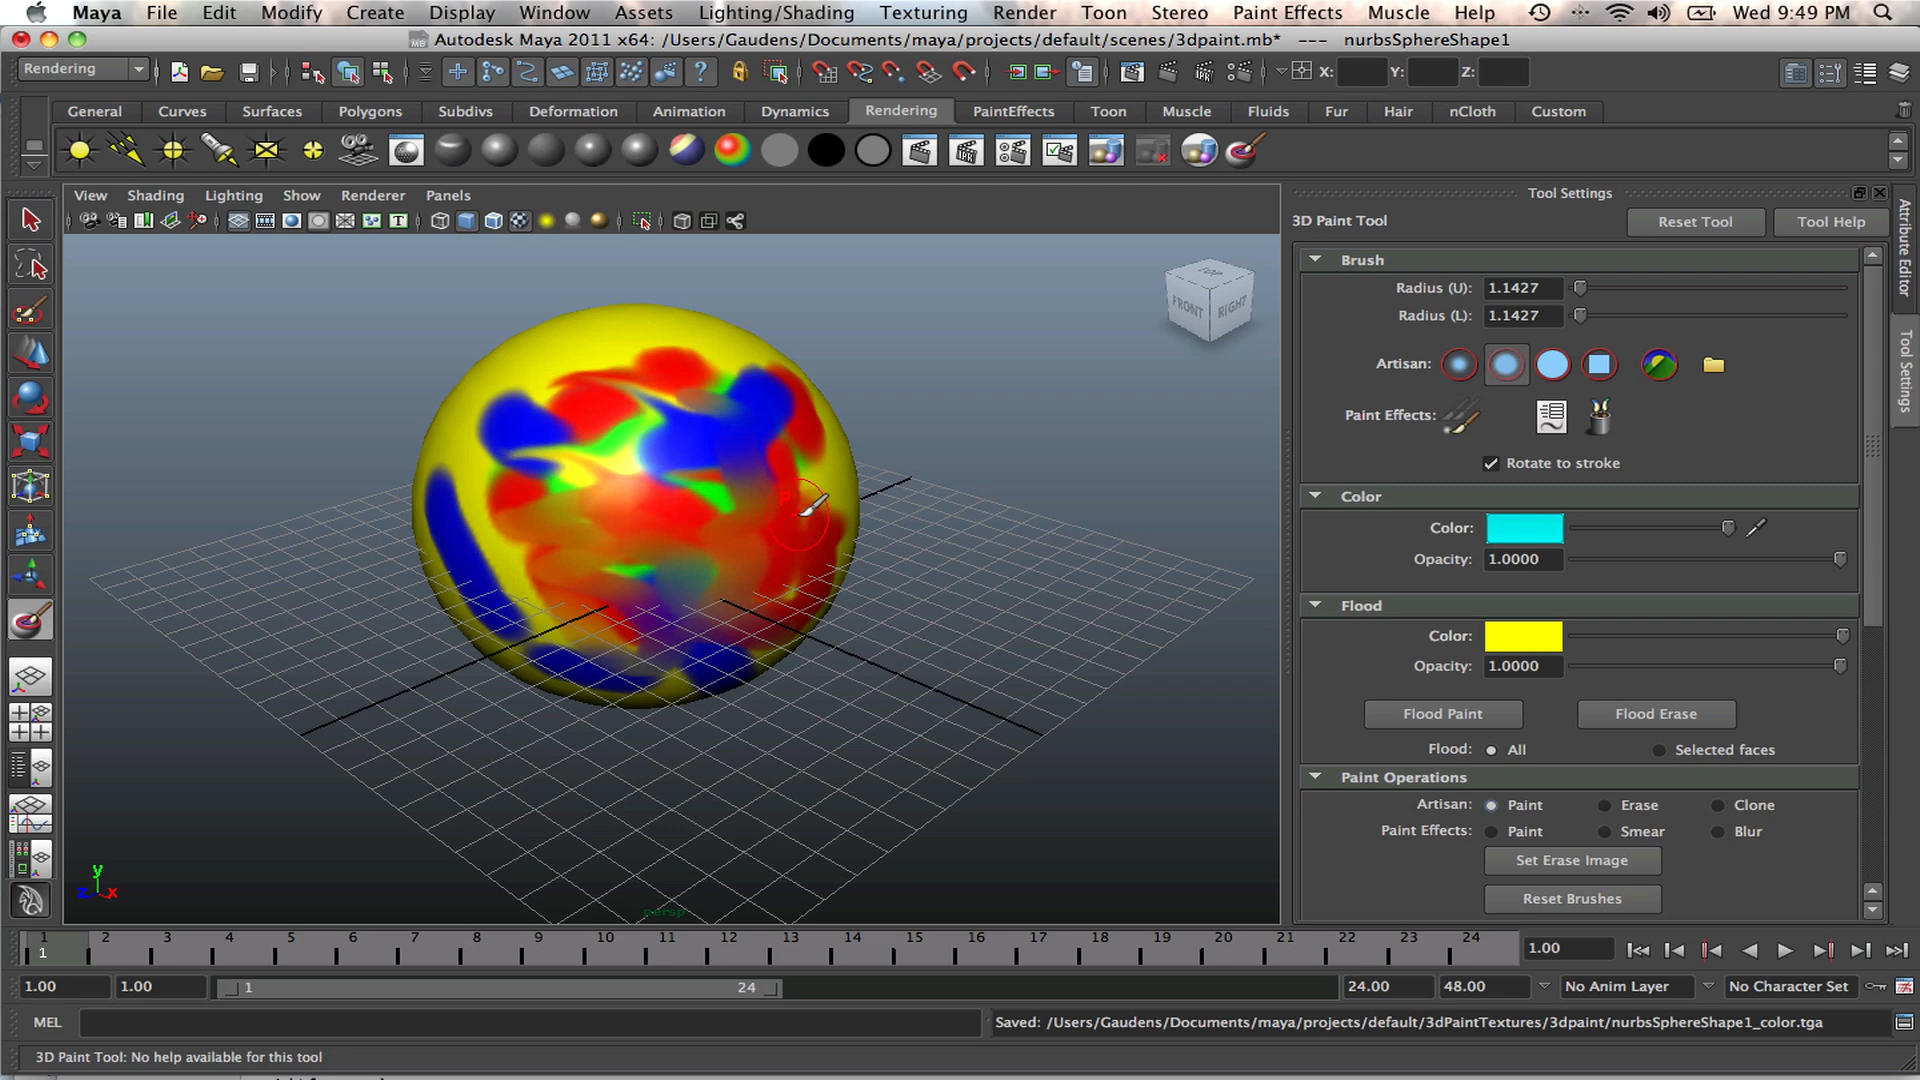 Maya File Edit Modify Create Display Window Assets Lighting/Shading Texturing Render Toon Stereo Paint Effects Muscle Help Wed 9:49 PM
Autodesk Maya 2011 x64: /Users/Gaudens/Documents/maya/projects/default/scenes/3dpaint.mb* --- nurbsSphereShape1
Rendering X: Y: Z:
General Curves Surfaces Polygons Subdivs Deformation Animation Dynamics Rendering PaintEffects Toon Muscle Fluids Fur Hair nCloth Custom
View Shading Lighting Show Renderer Panels
Tool Settings
3D Paint Tool Reset Tool Tool Help
Attribute Editor
Tool Settings
Brush
Radius (U): 1.1427
Radius (L): 1.1427
Artisan:
Paint Effects:
Rotate to stroke
Color
Color:
Opacity: 1.0000
Flood
Color:
Opacity: 1.0000
Flood Paint Flood Erase
Flood: All Selected faces
Paint Operations
Artisan: Paint Erase Clone
Paint Effects: Paint Smear Blur
Set Erase Image
Reset Brushes
TOP
FRONT RIGHT
y
z x
persp
1 2 3 4 5 6 7 8 9 10 11 12 13 14 15 16 17 18 19 20 21 22 23 24
1 1.00
1.00 1.00 1 24 24.00 48.00 No Anim Layer No Character Set
MEL Saved: /Users/Gaudens/Documents/maya/projects/default/3dPaintTextures/3dpaint/nurbsSphereShape1_color.tga
3D Paint Tool: No help available for this tool